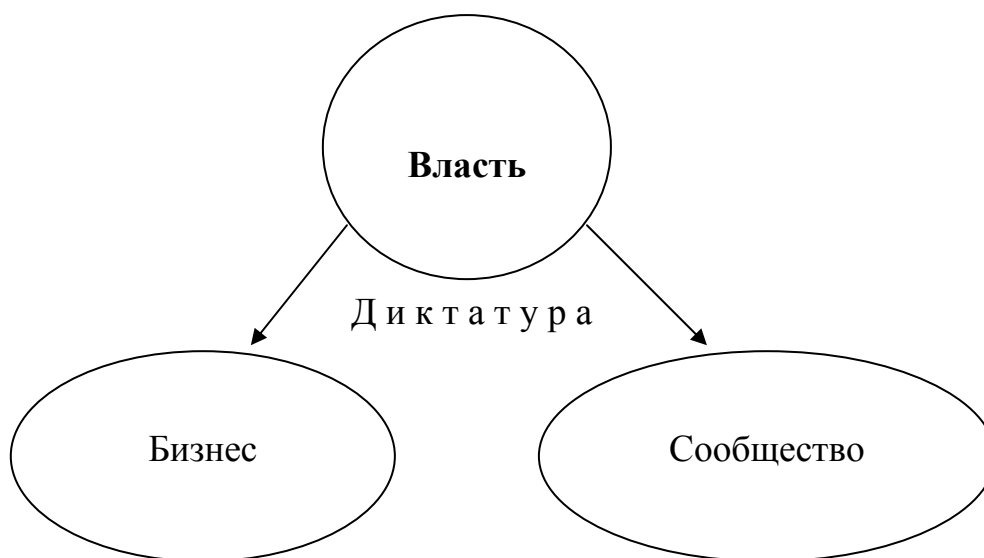 Власть
Д и к т а т у р а
Бизнес
Сообщество